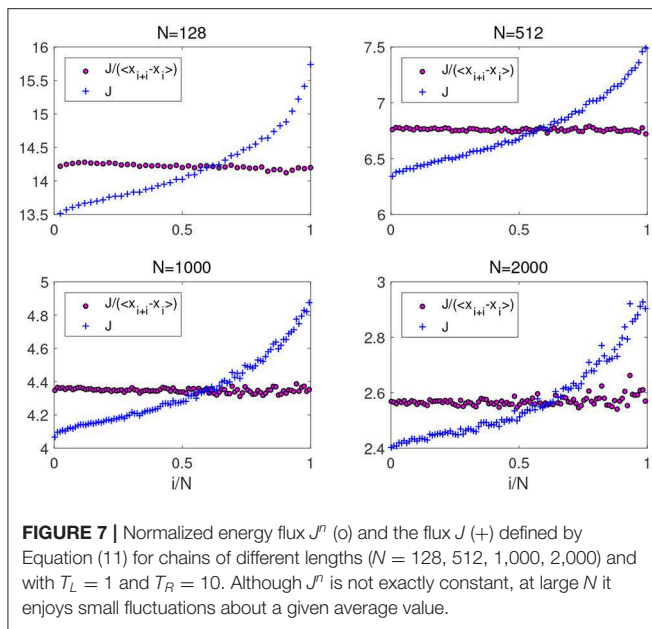 N=128
16
15.5
15
14.5
14
13.5
0
0.5
1
J/(<x_{i+i}-x_i>)
J
N=512
7.5
7
6.5
6
0
0.5
1
J/(<x_{i+i}-x_i>)
J
N=1000
5
4.8
4.6
4.4
4.2
4
0
0.5
1
i/N
J/(<x_{i+i}-x_i>)
J
N=2000
3
2.8
2.6
2.4
0
0.5
1
i/N
J/(<x_{i+i}-x_i>)
J
FIGURE 7 | Normalized energy flux J^n (o) and the flux J (+) defined by
Equation (11) for chains of different lengths (N = 128, 512, 1,000, 2,000) and
with T_L = 1 and T_R = 10. Although J^n is not exactly constant, at large N it
enjoys small fluctuations about a given average value.